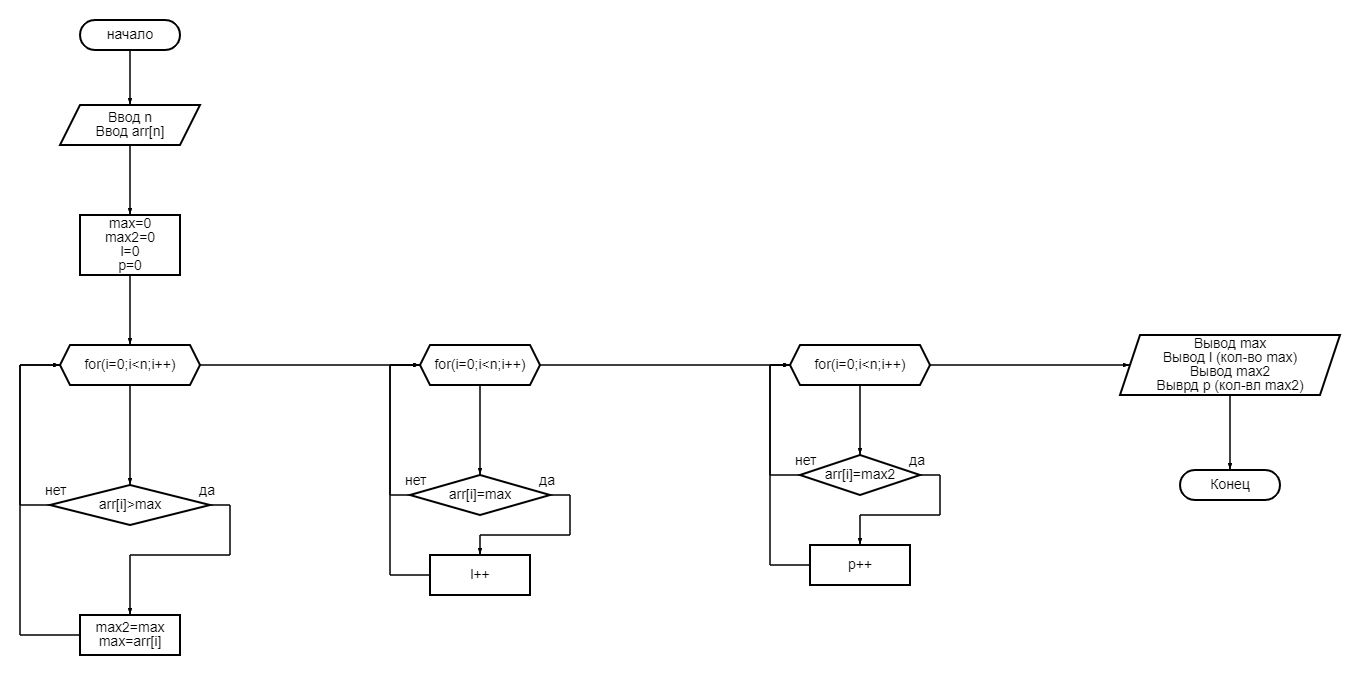 начало
Ввод n
Ввод arr[n]
max=0
max2=0
l=0
p=0
for(i=0;i<n;i++)
нет
да
arr[i]>max
max2=max
max=arr[i]
for(i=0;i<n;i++)
нет
да
arr[i]=max
l++
for(i=0;i<n;i++)
нет
да
arr[i]=max2
p++
Вывод max
Вывод l (кол-во max)
Вывод max2
Выврд p (кол-вл max2)
Конец